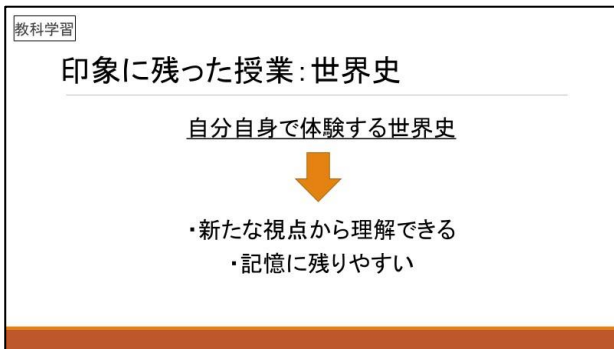 教科学習
印象に残った授業：世界史
自分自身で体験する世界史
・新たな視点から理解できる
・記憶に残りやすい